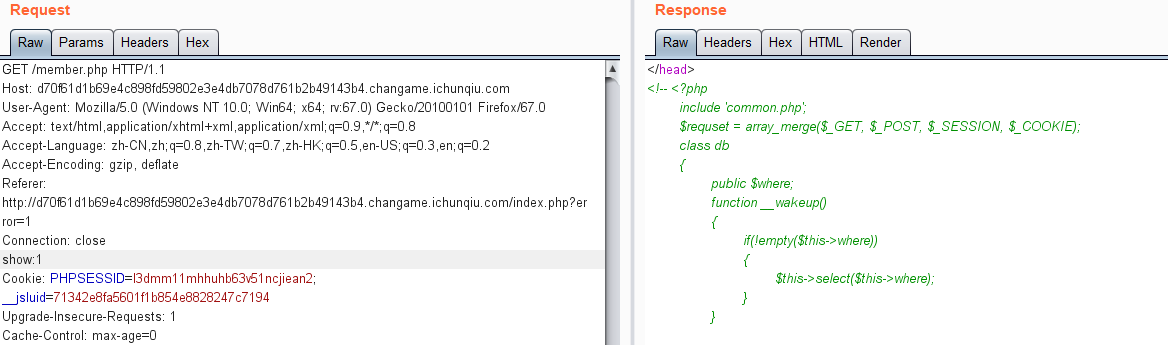 Request
Raw Params Headers Hex
GET /member.php HTTP/1.1
Host: d70f61d1b69e4c898fd59802e3e4db7078d761b2b49143b4.changame.ichunqiu.com
User-Agent: Mozilla/5.0 (Windows NT 10.0; Win64; x64; rv:67.0) Gecko/20100101 Firefox/67.0
Accept: text/html,application/xhtml+xml,application/xml;q=0.9,*/*;q=0.8
Accept-Language: zh-CN,zh;q=0.8,zh-TW;q=0.7,zh-HK;q=0.5,en-US;q=0.3,en;q=0.2
Accept-Encoding: gzip, deflate
Referer:
http://d70f61d1b69e4c898fd59802e3e4db7078d761b2b49143b4.changame.ichunqiu.com/index.php?er
ror=1
Connection: close
show:1
Cookie: PHPSESSID=l3dmm11mhhuhb63v51ncjiean2;
__jsluid=71342e8fa5601f1b854e8828247c7194
Upgrade-Insecure-Requests: 1
Cache-Control: max-age=0
Response
Raw Headers Hex HTML Render
</head>
<!-- <?php
include 'common.php';
$requset = array_merge($_GET, $_POST, $_SESSION, $_COOKIE);
class db
{
public $where;
function __wakeup()
{
if(!empty($this->where))
{
$this->select($this->where);
}
}